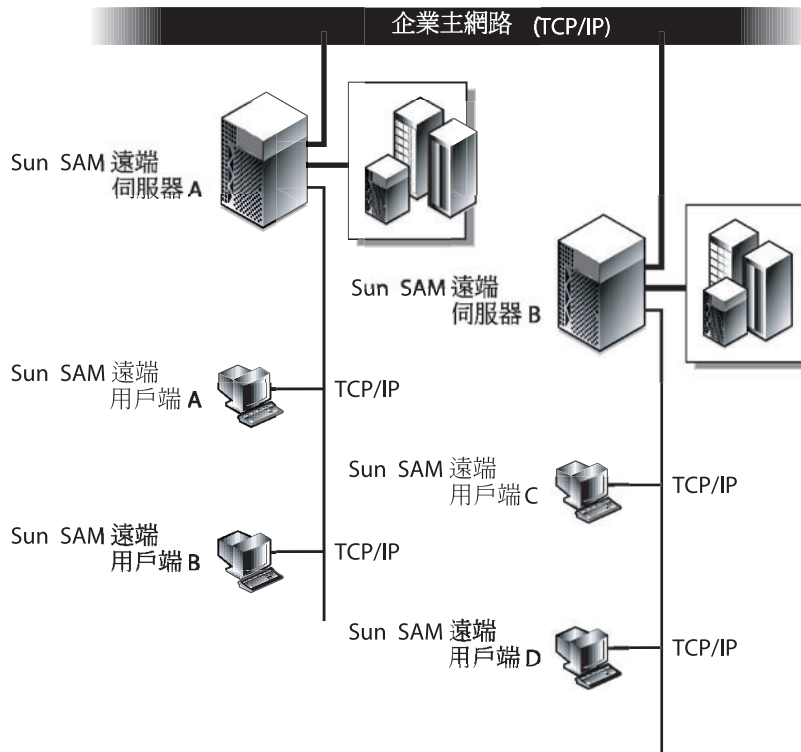 企業主網路 (TCP/IP)
Sun SAM 遠端
伺服器 A
Sun SAM 遠端
伺服器 B
Sun SAM 遠端
用戶端 A
TCP/IP
Sun SAM 遠端
用戶端 C
TCP/IP
Sun SAM 遠端
用戶端 B
TCP/IP
Sun SAM 遠端
用戶端 D
TCP/IP